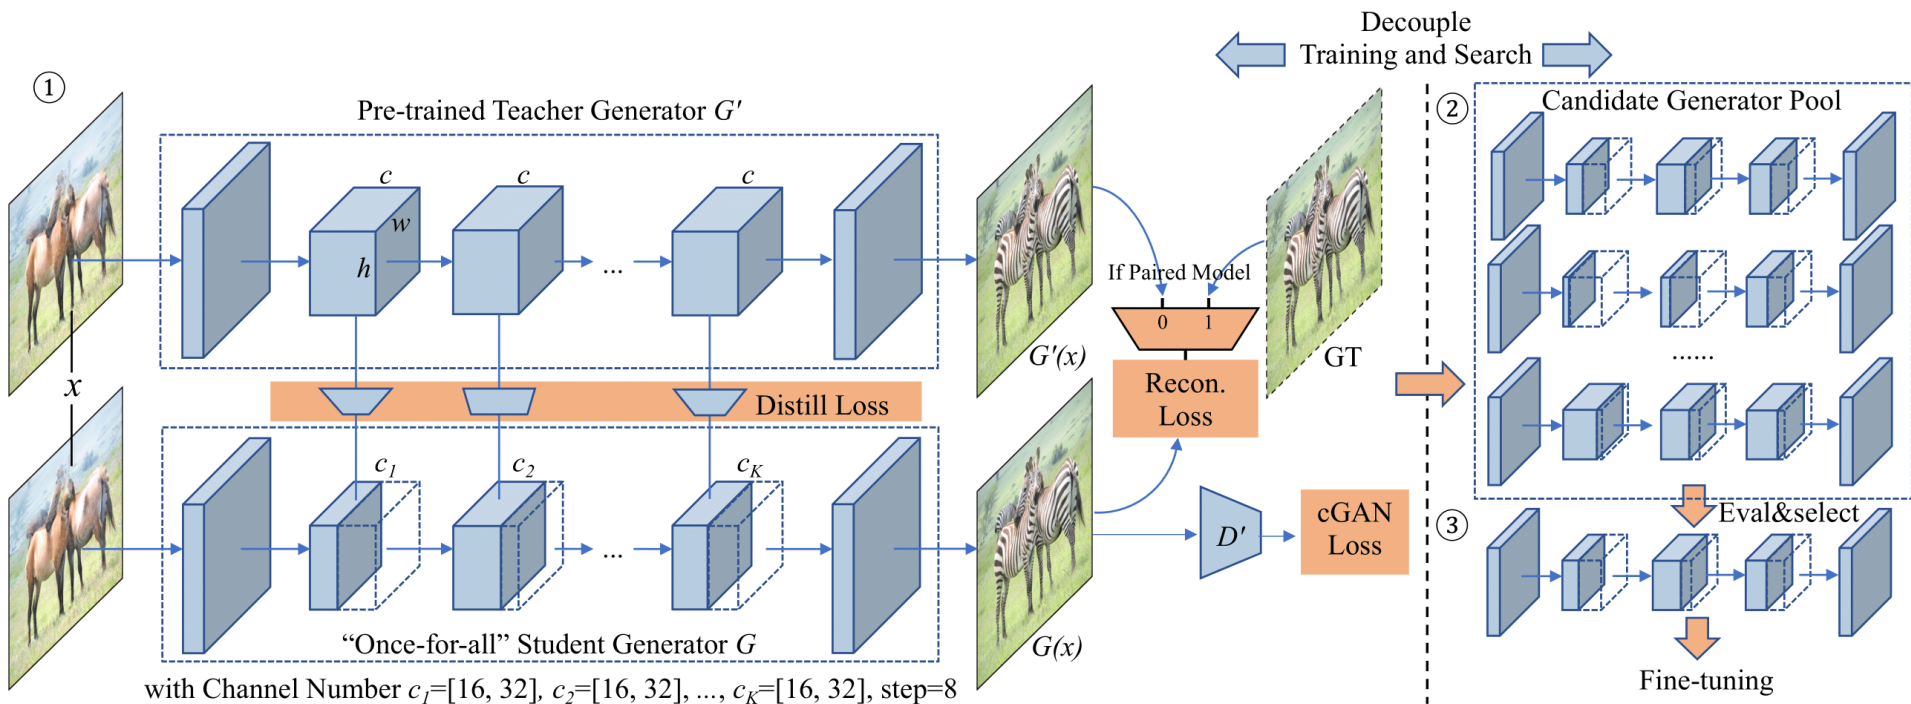 Decouple
Training and Search
①
Pre-trained Teacher Generator G'
c
c
c
w
h
...
G'(x)
If Paired Model
0 1
GT
Recon.
Loss
x
Distill Loss
c1
c2
cK
...
“Once-for-all” Student Generator G
with Channel Number c1=[16, 32], c2=[16, 32], ..., cK=[16, 32], step=8
G(x)
D'
cGAN
Loss
②
Candidate Generator Pool
......
Eval&select
③
Fine-tuning